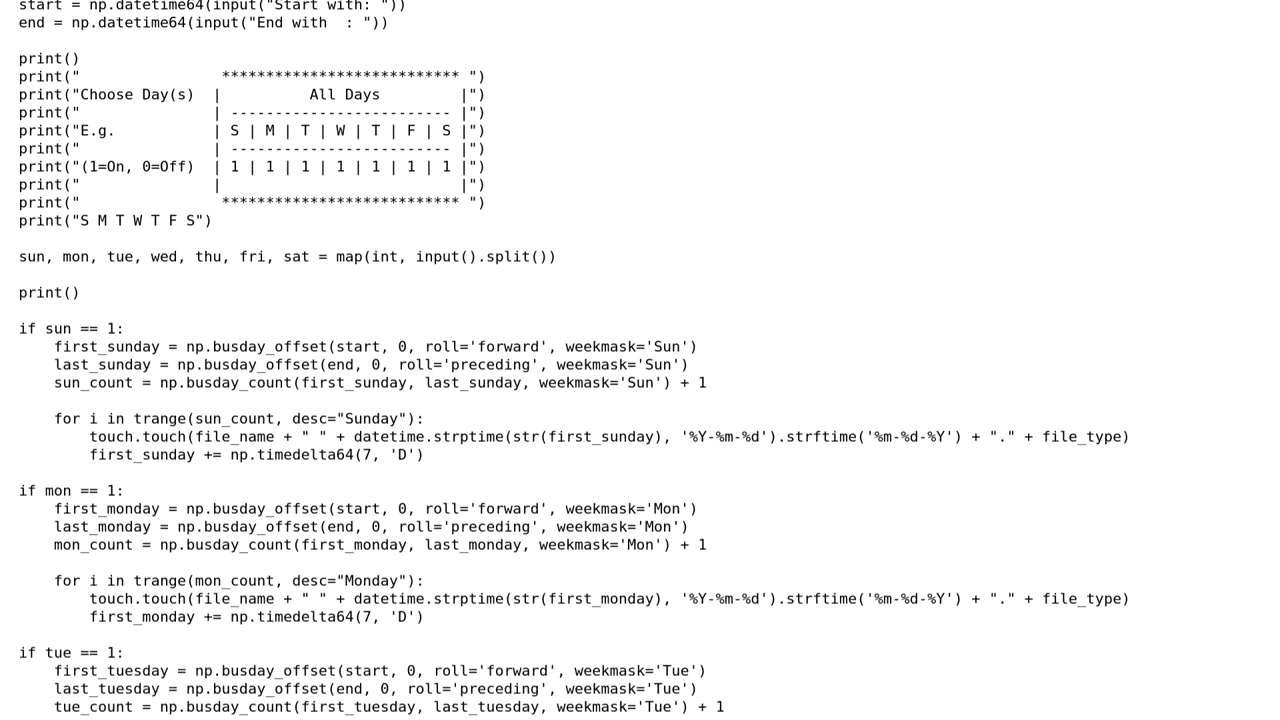 start = np.datetime64(input("Start with: "))
end = np.datetime64(input("End with  : "))
print()
print("                *************************** ")
print("Choose Day(s)  |          All Days         |")
print("               | ------------------------- |")
print("E.g.           | S | M | T | W | T | F | S |")
print("               | ------------------------- |")
print("(1=On, 0=Off)  | 1 | 1 | 1 | 1 | 1 | 1 | 1 |")
print("               |                           |")
print("                *************************** ")
print("S M T W T F S")
sun, mon, tue, wed, thu, fri, sat = map(int, input().split())
print()
if sun == 1:
    first_sunday = np.busday_offset(start, 0, roll='forward', weekmask='Sun')
    last_sunday = np.busday_offset(end, 0, roll='preceding', weekmask='Sun')
    sun_count = np.busday_count(first_sunday, last_sunday, weekmask='Sun') + 1
    for i in trange(sun_count, desc="Sunday"):
        touch.touch(file_name + " " + datetime.strptime(str(first_sunday), '%Y-%m-%d').strftime('%m-%d-%Y') + "." + file_type)
        first_sunday += np.timedelta64(7, 'D')
if mon == 1:
    first_monday = np.busday_offset(start, 0, roll='forward', weekmask='Mon')
    last_monday = np.busday_offset(end, 0, roll='preceding', weekmask='Mon')
    mon_count = np.busday_count(first_monday, last_monday, weekmask='Mon') + 1
    for i in trange(mon_count, desc="Monday"):
        touch.touch(file_name + " " + datetime.strptime(str(first_monday), '%Y-%m-%d').strftime('%m-%d-%Y') + "." + file_type)
        first_monday += np.timedelta64(7, 'D')
if tue == 1:
    first_tuesday = np.busday_offset(start, 0, roll='forward', weekmask='Tue')
    last_tuesday = np.busday_offset(end, 0, roll='preceding', weekmask='Tue')
    tue_count = np.busday_count(first_tuesday, last_tuesday, weekmask='Tue') + 1